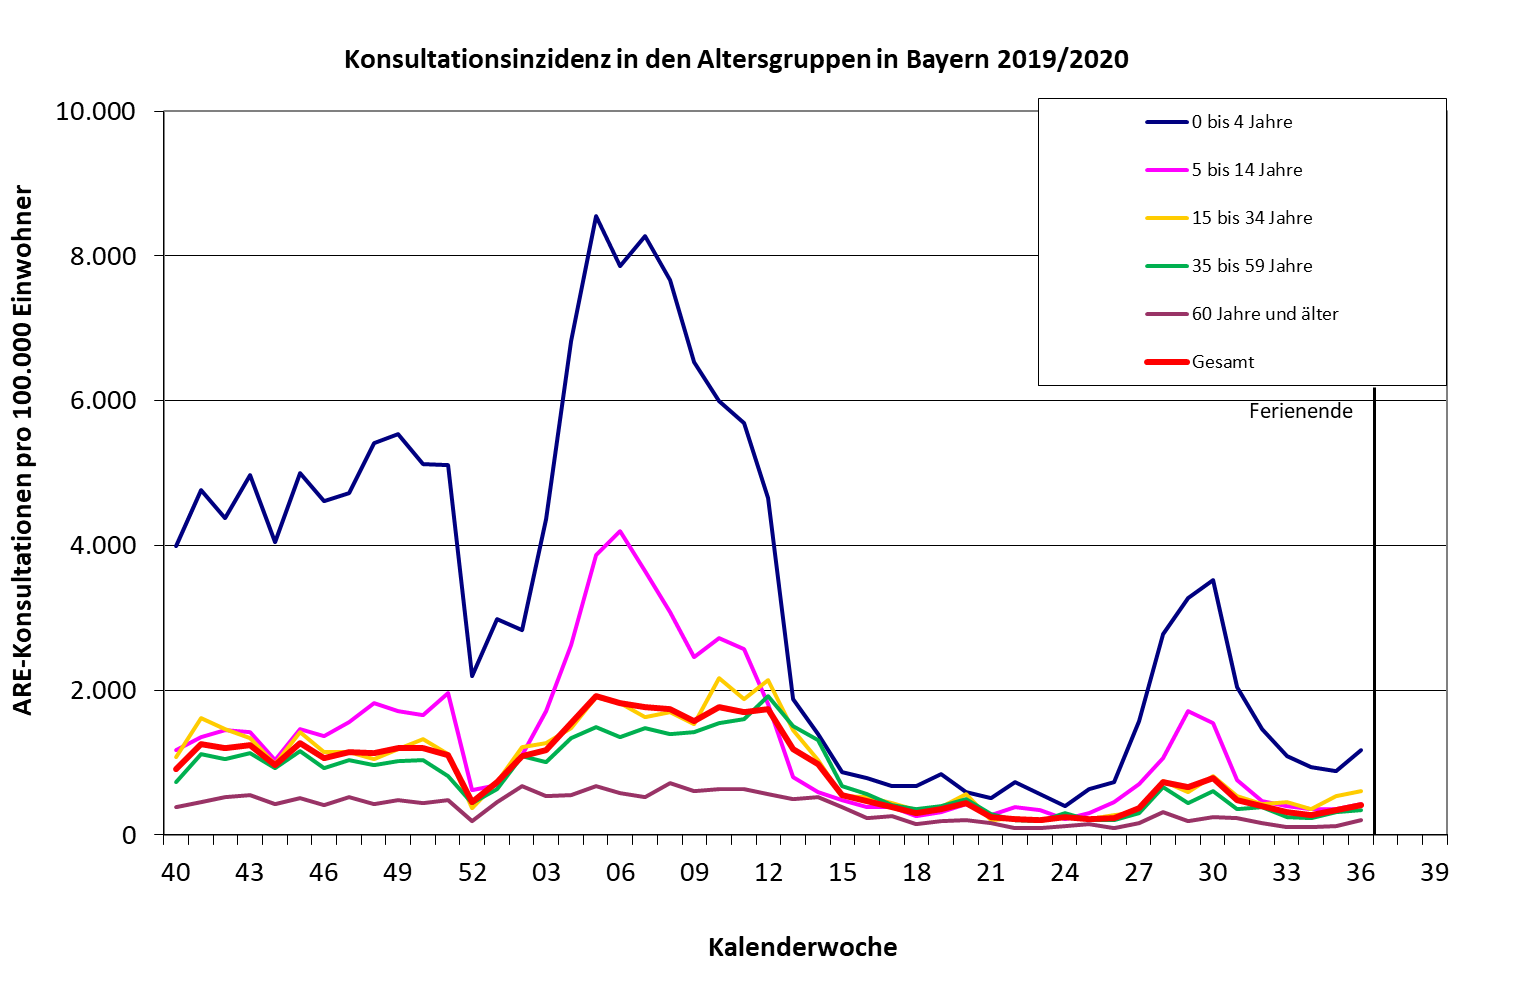 Konsultationsinzidenz in den Altersgruppen in Bayern 2019/2020
ARE-Konsultationen pro 100.000 Einwohner
10.000
8.000
6.000
4.000
2.000
0
0 bis 4 Jahre
5 bis 14 Jahre
15 bis 34 Jahre
35 bis 59 Jahre
60 Jahre und älter
Gesamt
Ferienende
40 43 46 49 52 03 06 09 12 15 18 21 24 27 30 33 36 39
Kalenderwoche